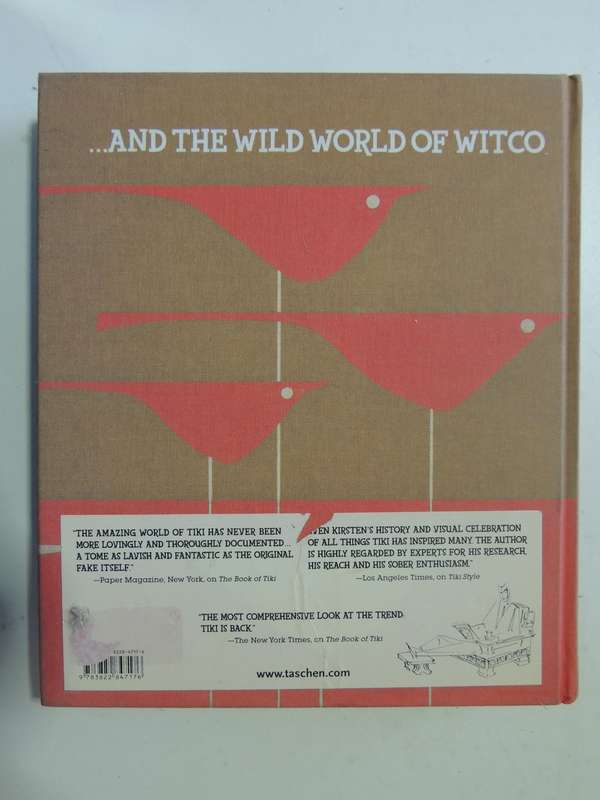 ...AND THE WILD WORLD OF WITCO
"THE AMAZING WORLD OF TIKI HAS NEVER BEEN
MORE LOVINGLY AND THOROUGHLY DOCUMENTED...
A TOME AS LAVISH AND FANTASTIC AS THE ORIGINAL
FAKE ITSELF."
—Paper Magazine, New York, on The Book of Tiki
VEN KIRSTEN'S HISTORY AND VISUAL CELEBRATION
OF ALL THINGS TIKI HAS INSPIRED MANY. THE AUTHOR
IS HIGHLY REGARDED BY EXPERTS FOR HIS RESEARCH,
HIS REACH AND HIS SOBER ENTHUSIASM."
—Los Angeles Times, on Tiki Style
"THE MOST COMPREHENSIVE LOOK AT THE TREND:
TIKI IS BACK."
—The New York Times, on The Book of Tiki
www.taschen.com
9783822847176